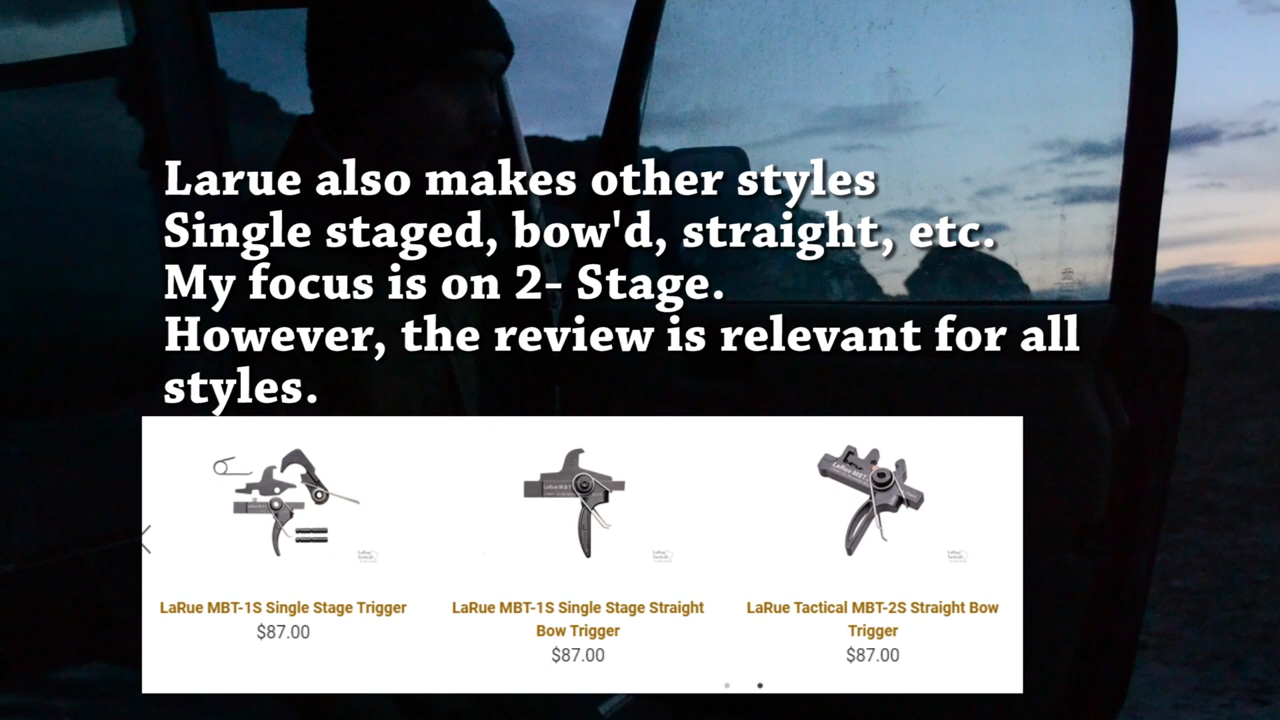 Larue also makes other styles
Single staged, bow'd, straight, etc.
My focus is on 2- Stage.
However, the review is relevant for all
styles.
LaRue MBT-1S Single Stage Trigger
$87.00
LaRue MBT-1S Single Stage Straight
Bow Trigger
$87.00
LaRue Tactical MBT-2S Straight Bow
Trigger
$87.00